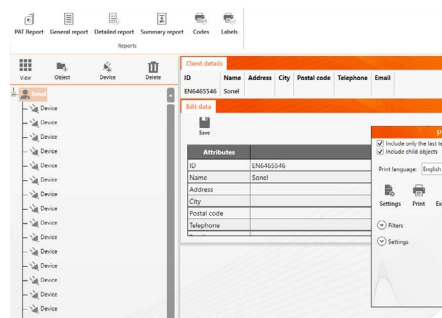 PAT Report General report Detailed report Summary report Codes Labels
Reports
View Object Device Delete
Client details
ID Name Address City Postal code Telephone Email
EN6465546 Sonel
Edit data
Save
Attributes
ID EN6465546
Name Sonel
Address
City
Postal code
Telephone
Device
Device
Device
Device
Device
Device
Device
Device
Device
Device
Device
Device
Device
Device
Include only the last te
Include child objects
Print language: English
Settings Print Ex
Filters
Settings